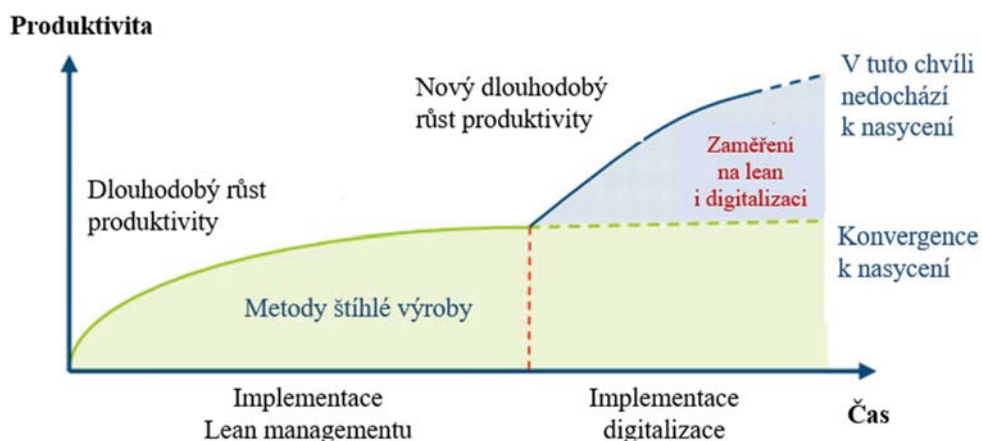 Produktivita
Nový dlouhodobý
růst produktivity
V tuto chvíli
nedochází
k nasycení
Zaměření
na lean
i digitalizaci
Dlouhodobý růst
produktivity
Konvergence
k nasycení
Metody štíhlé výroby
Implementace
Lean managementu
Implementace
digitalizace
Čas